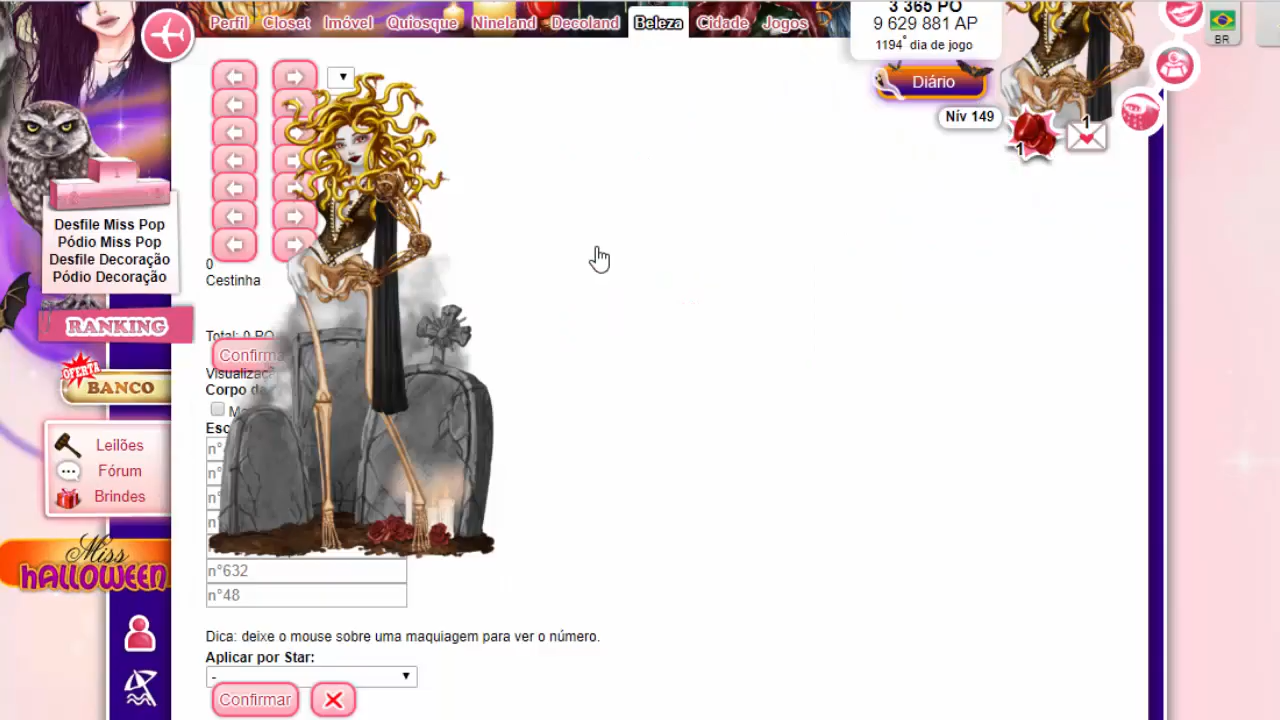 Perfil Closet Imóvel Quiosque Nineland Decoland Beleza Cidade Jogos
3 365 PO
9 629 881 AP
1194° dia de jogo
BR
Diário
Nív 149
1
1
Desfile Miss Pop
Pódio Miss Pop
Desfile Decoração
Pódio Decoração
RANKING
OFERTA
BANCO
Leilões
Fórum
Brindes
Miss
halloween
0
Cestinha
Total: 0 PO
Confirma
Visualizaç
Corpo de
Esc
n°
n°
n°
n
n°632
n°48
Dica: deixe o mouse sobre uma maquiagem para ver o número.
Aplicar por Star:
-
Confirmar